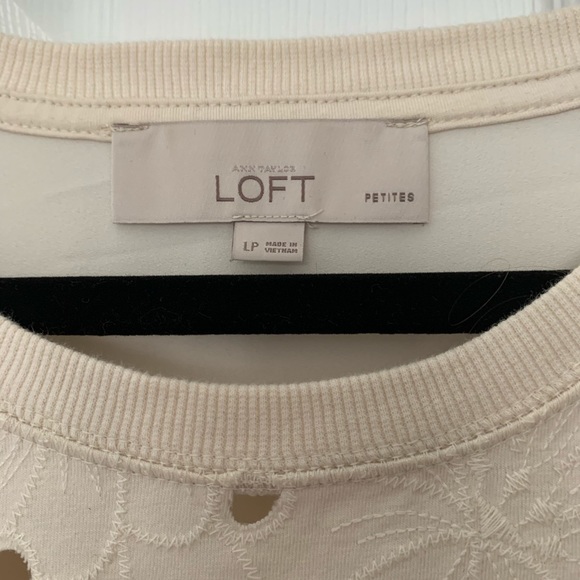 ANN TAYLOR
LOFT
PETITES
LP
MADE IN
VIETNAM